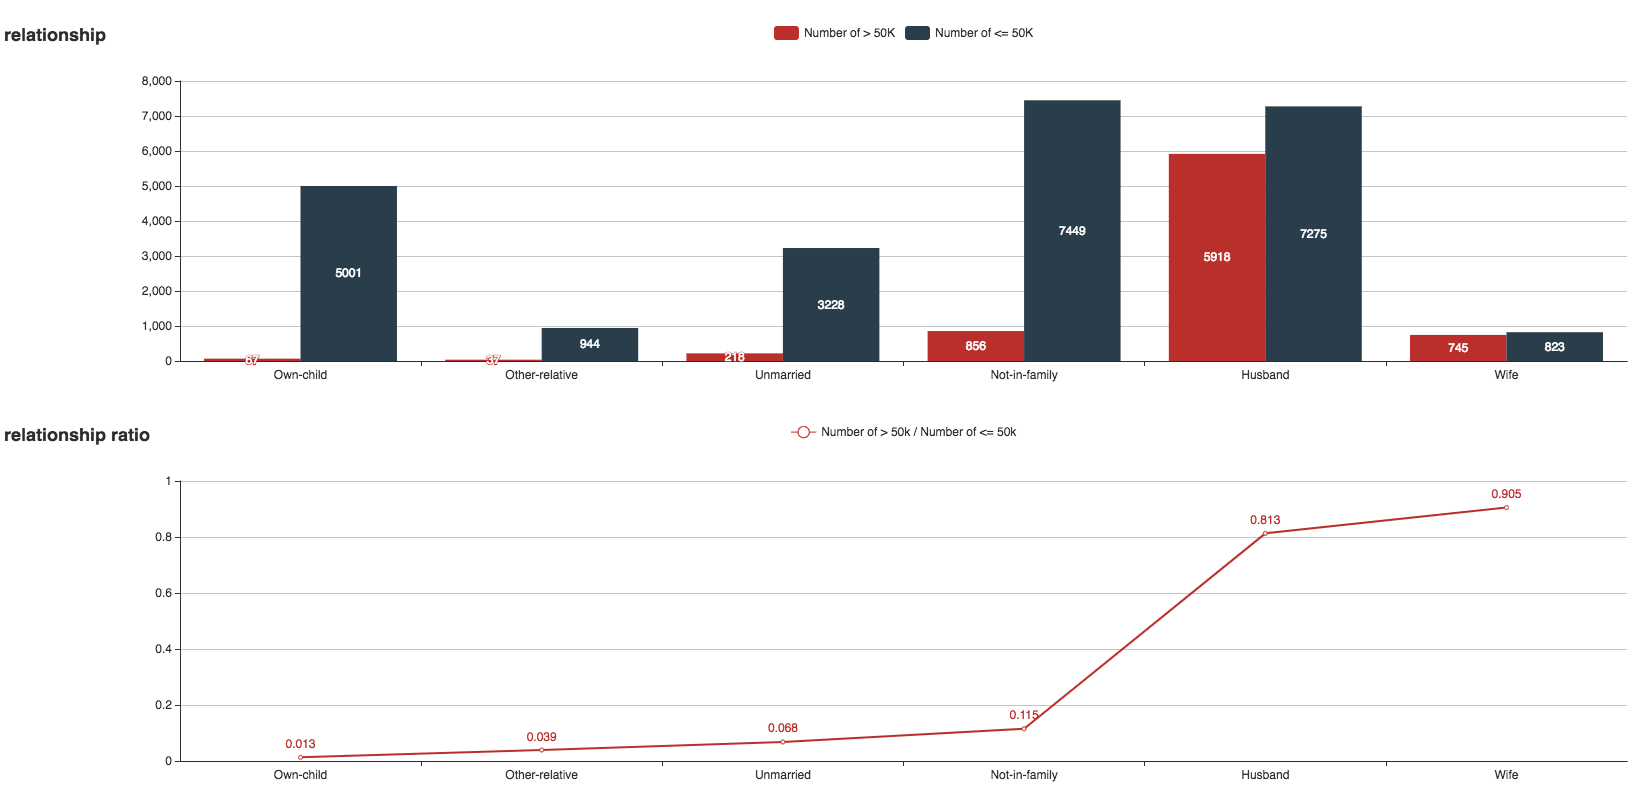 relationship
Number of > 50K Number of <= 50K
8,000
7,000
6,000
5,000
4,000
3,000
2,000
1,000
0
67 5001 37 944 218 3228 856 7449 5918 7275 745 823
Own-child Other-relative Unmarried Not-in-family Husband Wife
relationship ratio
Number of > 50k / Number of <= 50k
1
0.8
0.6
0.4
0.2
0
0.013 0.039 0.068 0.115 0.813 0.905
Own-child Other-relative Unmarried Not-in-family Husband Wife